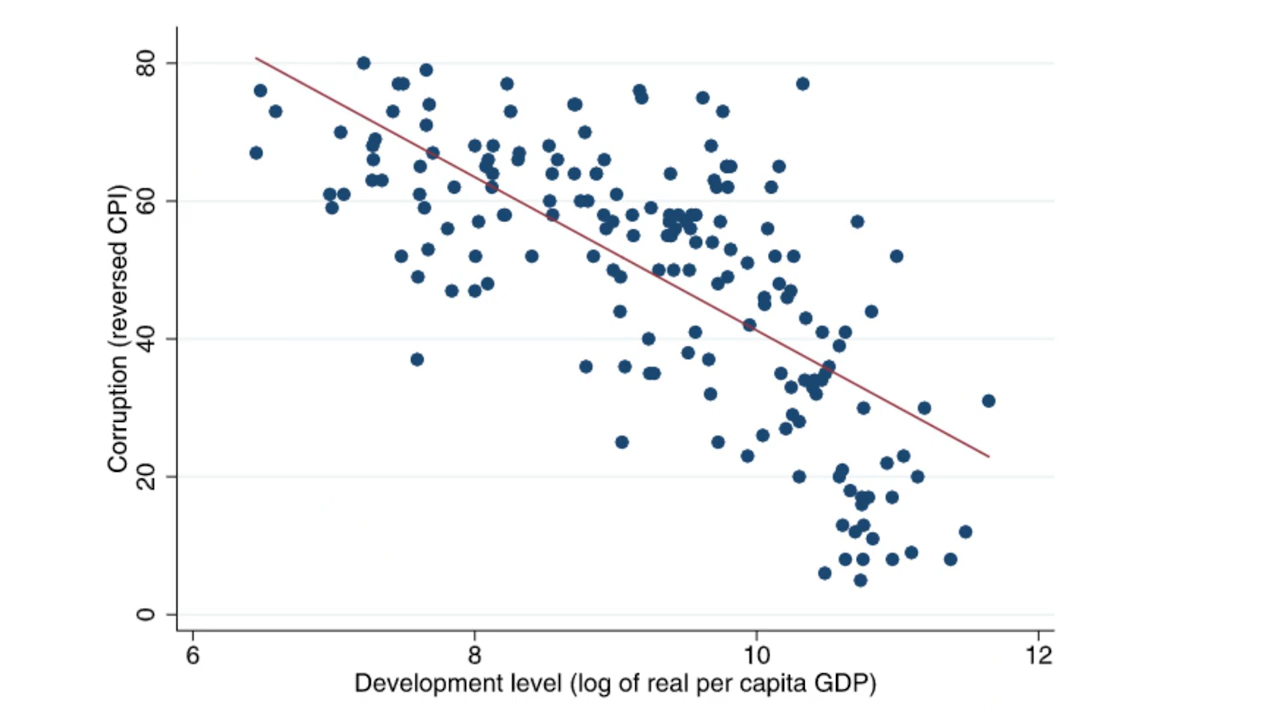 80
60
40
20
0
Corruption (reversed CPI)
6 8 10 12
Development level (log of real per capita GDP)